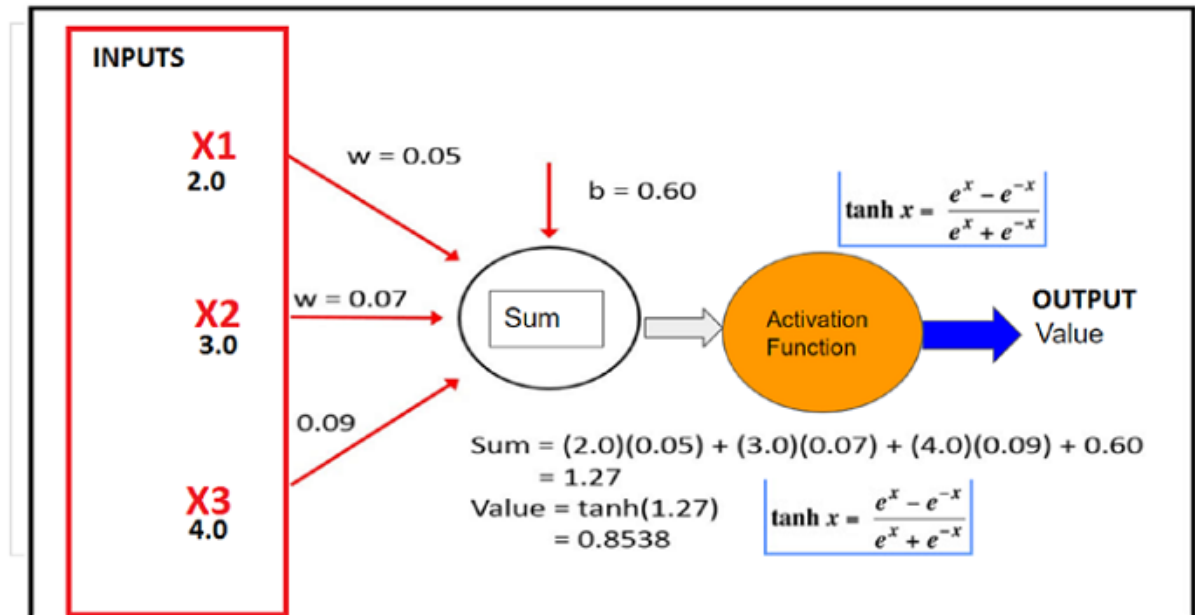 INPUTS
X1
2.0
w = 0.05
b = 0.60
tanh x = (e^x - e^-x) / (e^x + e^-x)
X2
3.0
w = 0.07
Sum
Activation
Function
OUTPUT
Value
X3
4.0
0.09
Sum = (2.0)(0.05) + (3.0)(0.07) + (4.0)(0.09) + 0.60
= 1.27
Value = tanh(1.27)
= 0.8538
tanh x = (e^x - e^-x) / (e^x + e^-x)